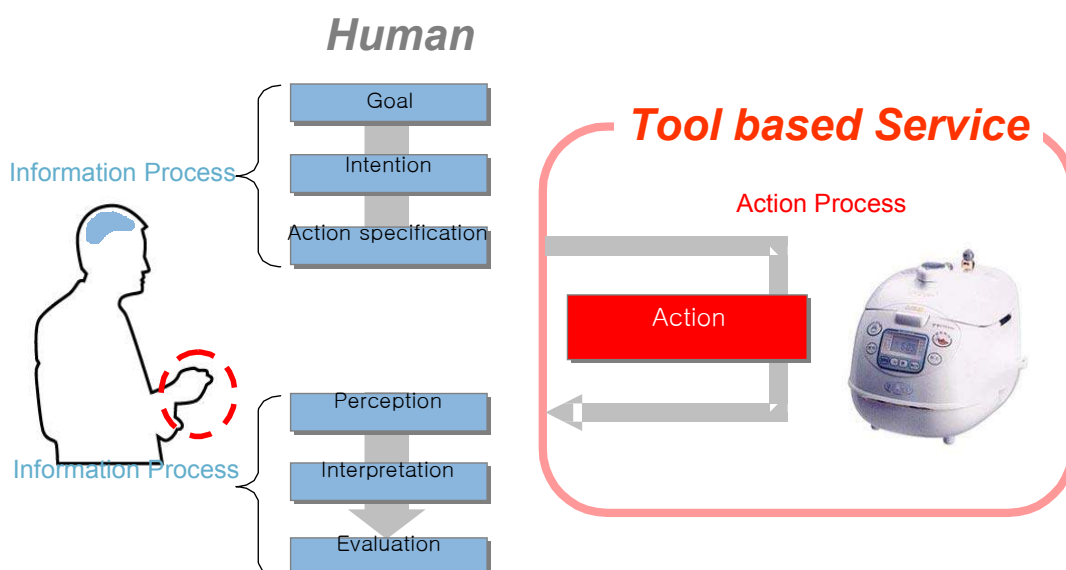 Human
Goal
Tool based Service
Information Process
Intention
Action Process
Action specification
Action
Perception
Information Process
Interpretation
Evaluation